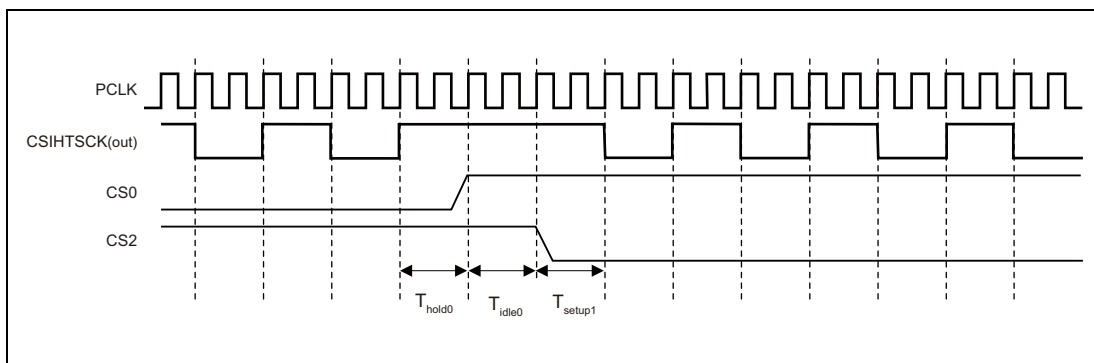 PCLK
CSIHTSCK(out)
CS0
CS2
Thold0 Tidle0 Tsetup1